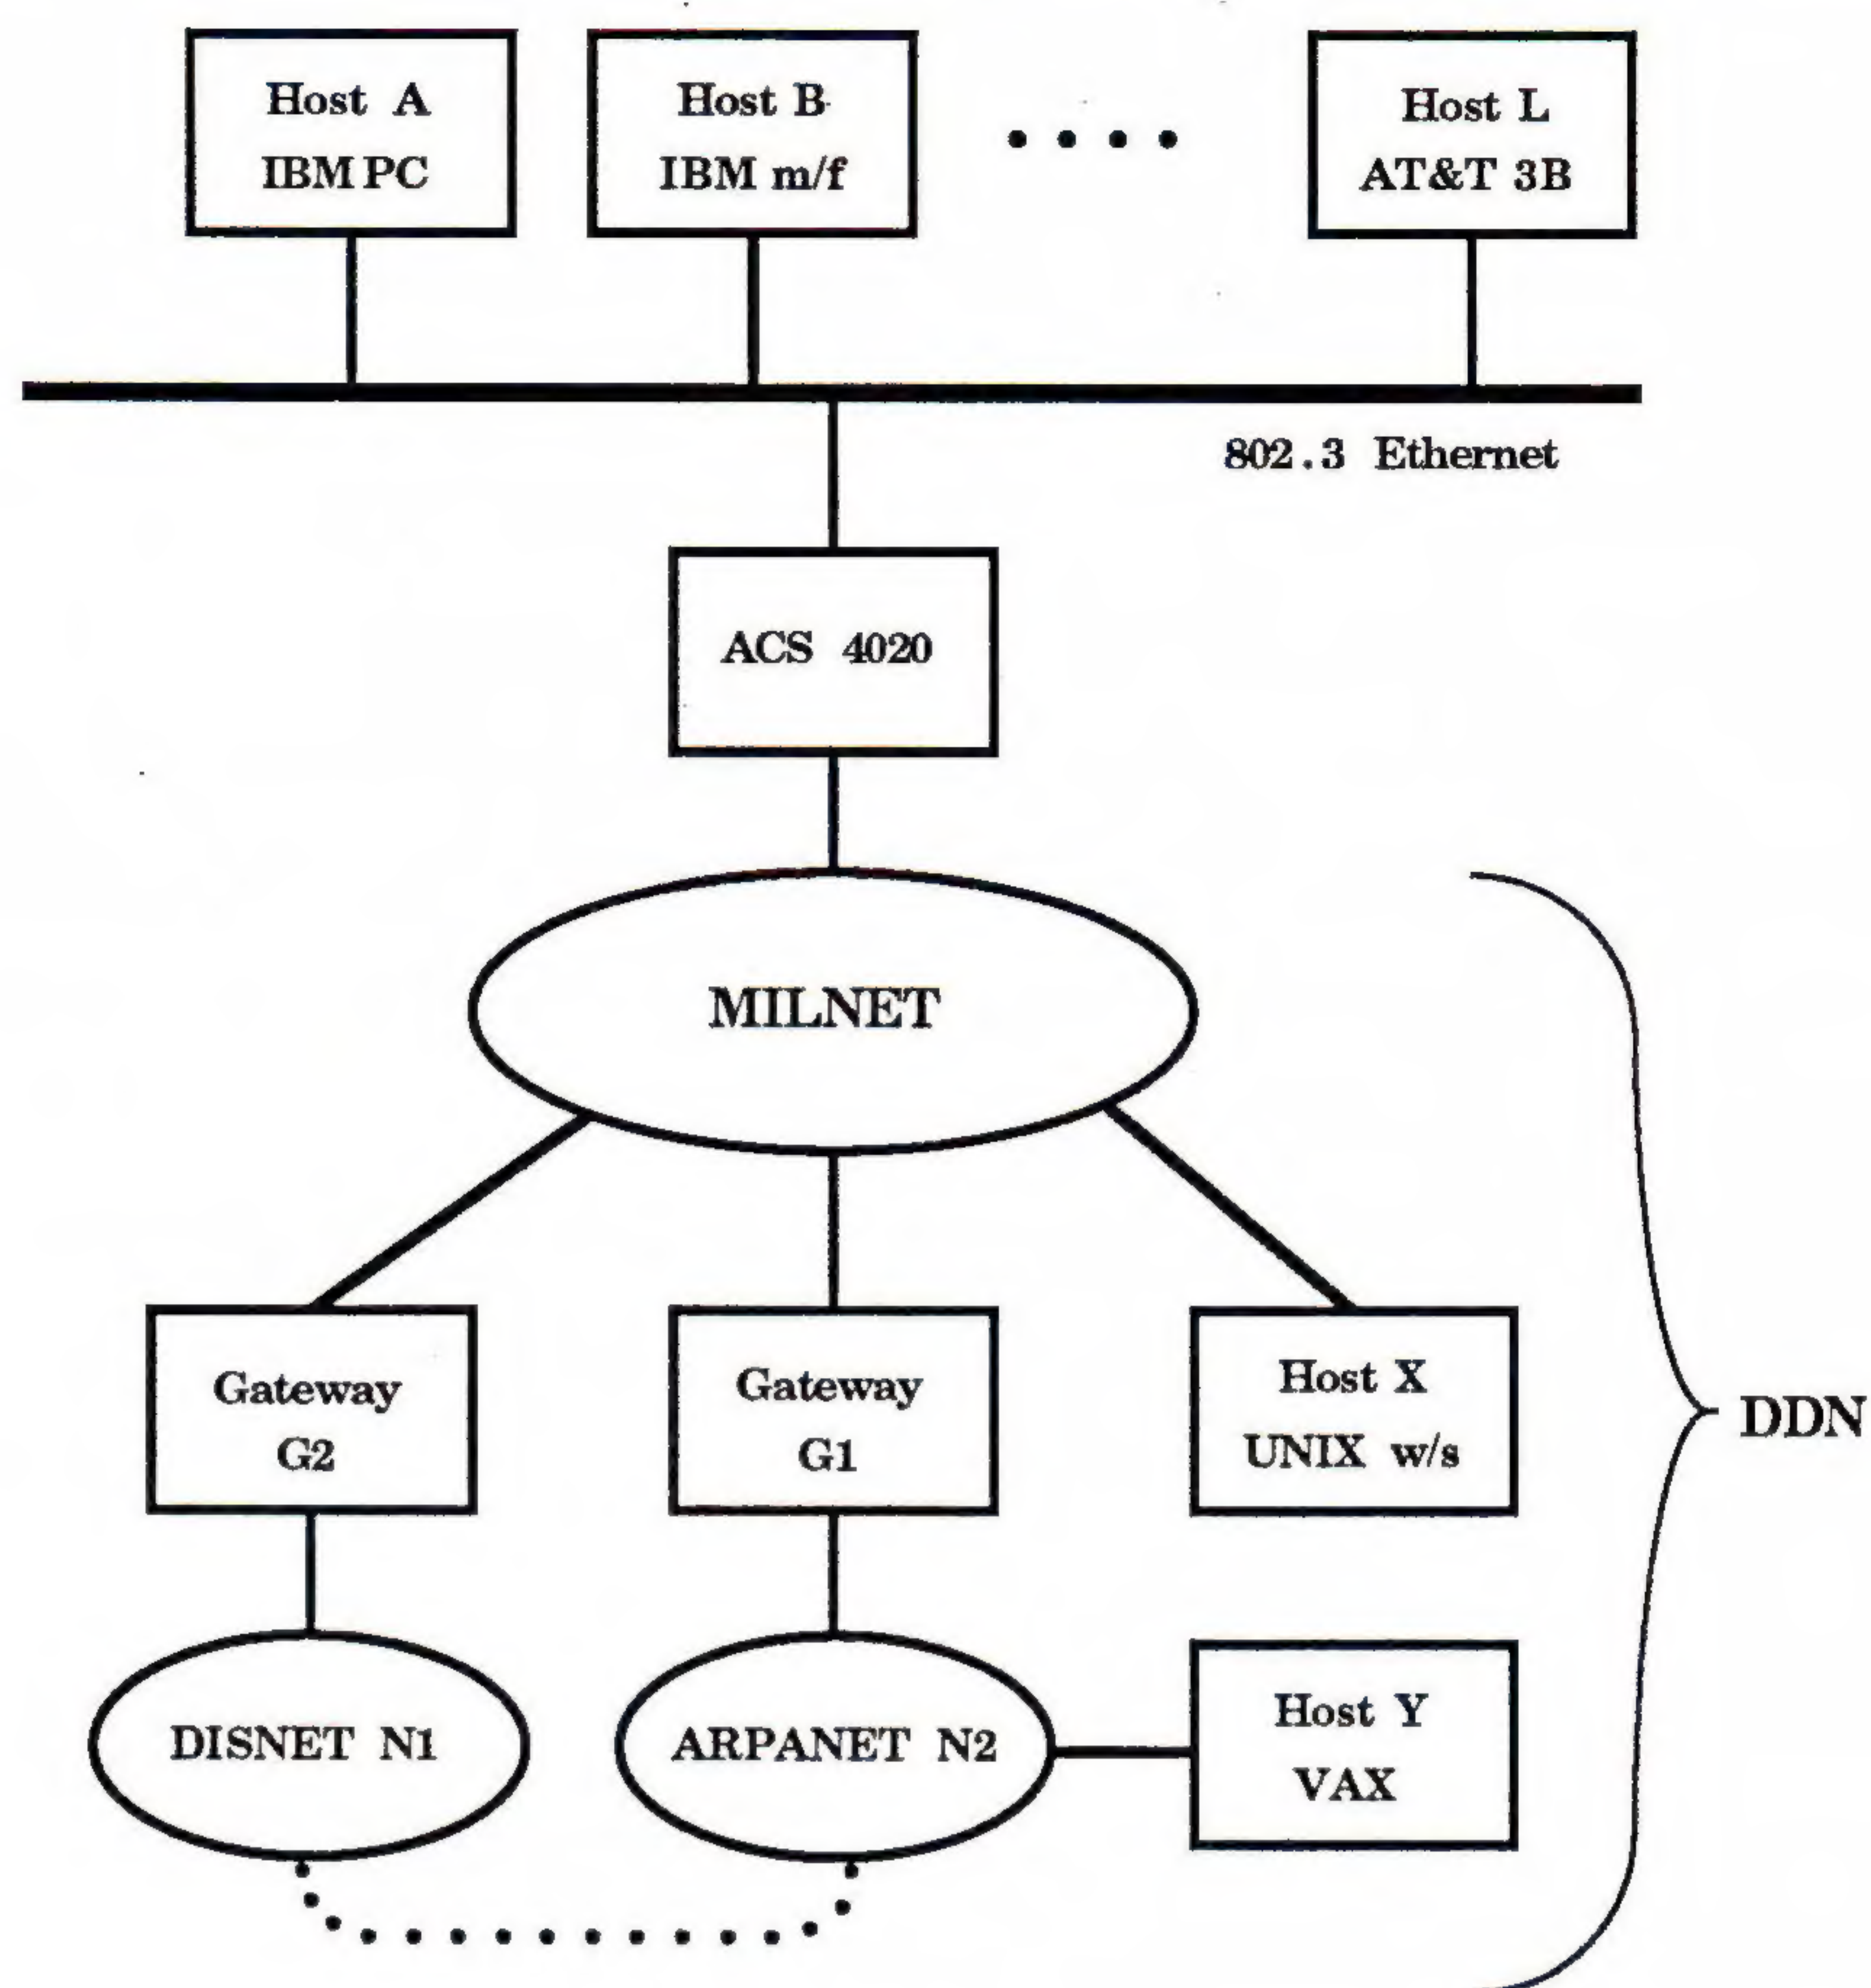 Host A
IBM PC
Host B
IBM m/f
Host L
AT&T 3B
802.3 Ethernet
ACS 4020
MILNET
Gateway
G2
Gateway
G1
Host X
UNIX w/s
DDN
DISNET N1
ARPANET N2
Host Y
VAX